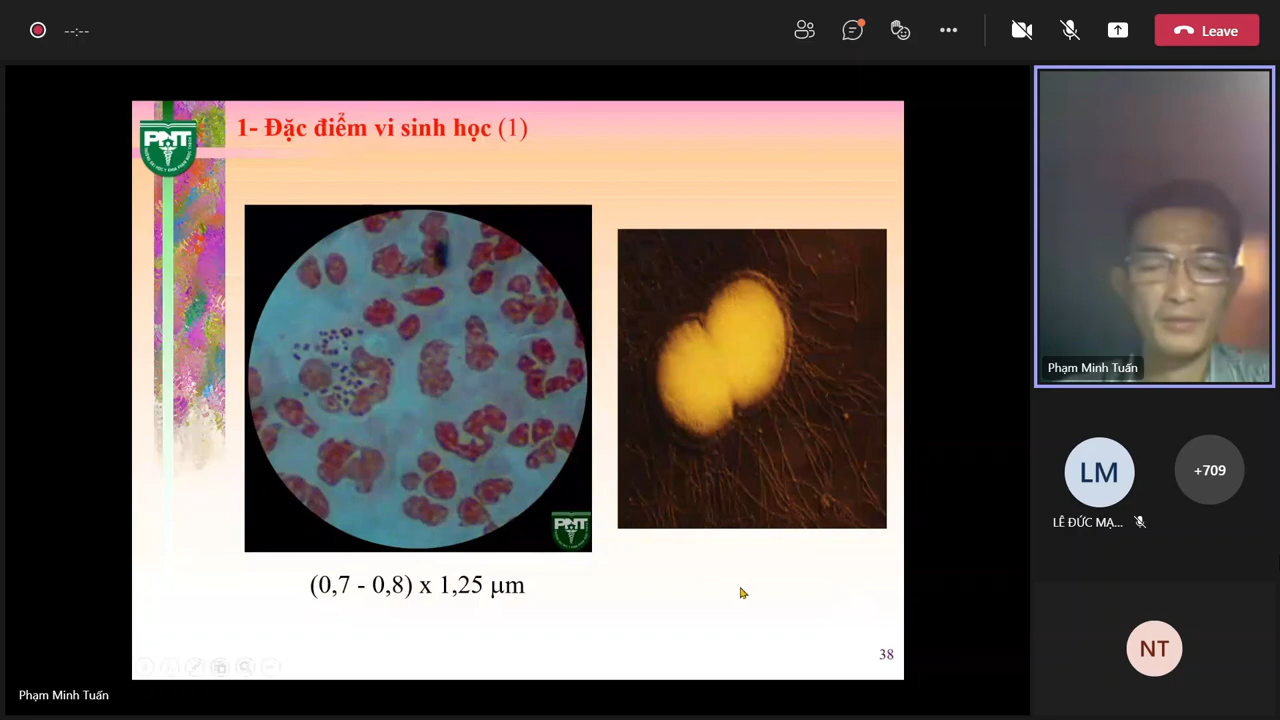 --:--
Leave
1- Đặc điểm vi sinh học (1)
PNT
PNT
(0,7 - 0,8) x 1,25 μm
38
Phạm Minh Tuấn
Phạm Minh Tuấn
LM
+709
LÊ ĐỨC MẠ...
NT